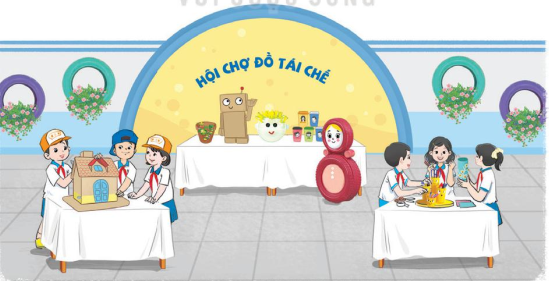 HỘI CHỢ ĐỒ TÁI CHẾ